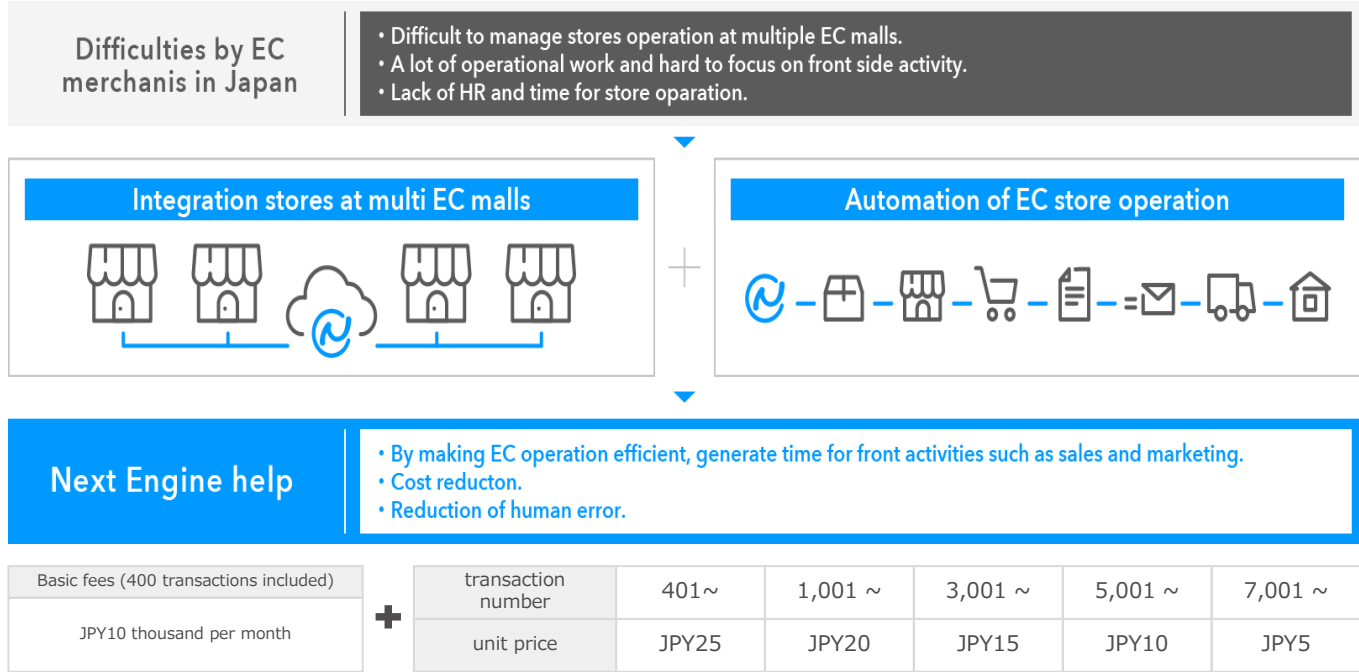 Difficulties by EC
merchanis in Japan
• Difficult to manage stores operation at multiple EC malls.
• A lot of operational work and hard to focus on front side activity.
• Lack of HR and time for store oparation.
Integration stores at multi EC malls
Automation of EC store operation
Next Engine help
• By making EC operation efficient, generate time for front activities such as sales and marketing.
• Cost reducton.
• Reduction of human error.
Basic fees (400 transactions included)
JPY10 thousand per month
transaction
number
401~
1,001 ~
3,001 ~
5,001 ~
7,001 ~
unit price
JPY25
JPY20
JPY15
JPY10
JPY5